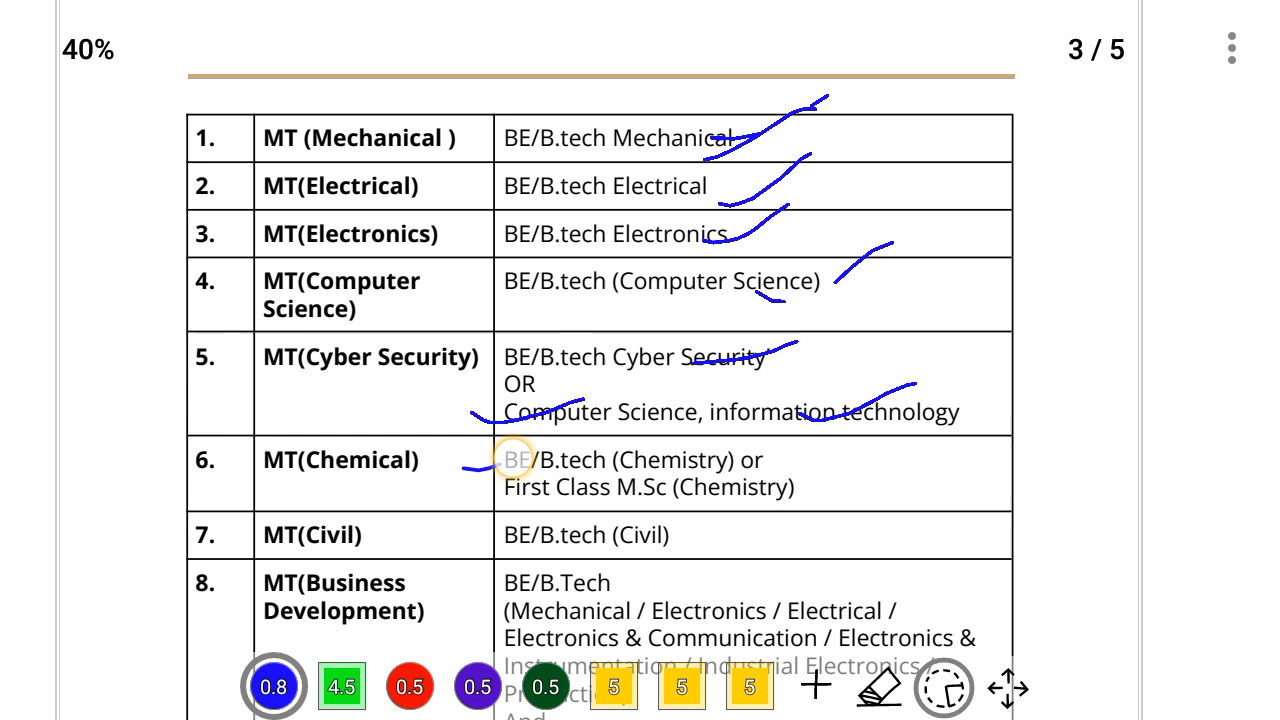 40%
3 / 5
1. MT (Mechanical ) BE/B.tech Mechanical
2. MT(Electrical) BE/B.tech Electrical
3. MT(Electronics) BE/B.tech Electronics
4. MT(Computer Science) BE/B.tech (Computer Science)
5. MT(Cyber Security) BE/B.tech Cyber Security
OR
Computer Science, information technology
6. MT(Chemical) BE/B.tech (Chemistry) or
First Class M.Sc (Chemistry)
7. MT(Civil) BE/B.tech (Civil)
8. MT(Business Development) BE/B.Tech
(Mechanical / Electronics / Electrical /
Electronics & Communication / Electronics &
Instrumentation / Industrial Electronics /
And
0.8 4.5 0.5 0.5 0.5 5 5 5